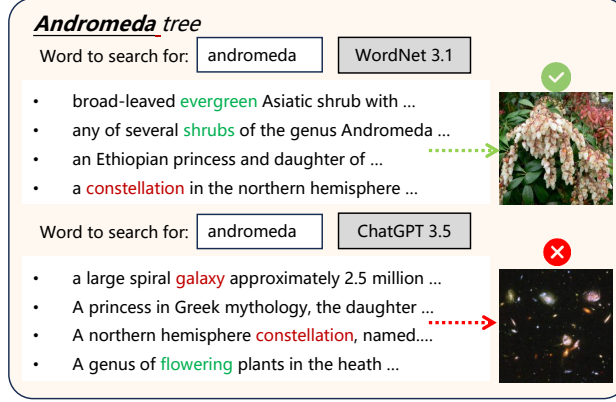 Andromeda tree
Word to search for: andromeda WordNet 3.1
• broad-leaved evergreen Asiatic shrub with ...
• any of several shrubs of the genus Andromeda ...
• an Ethiopian princess and daughter of ...
• a constellation in the northern hemisphere ...
Word to search for: andromeda ChatGPT 3.5
• a large spiral galaxy approximately 2.5 million ...
• A princess in Greek mythology, the daughter ...
• A northern hemisphere constellation, named....
• A genus of flowering plants in the heath ...